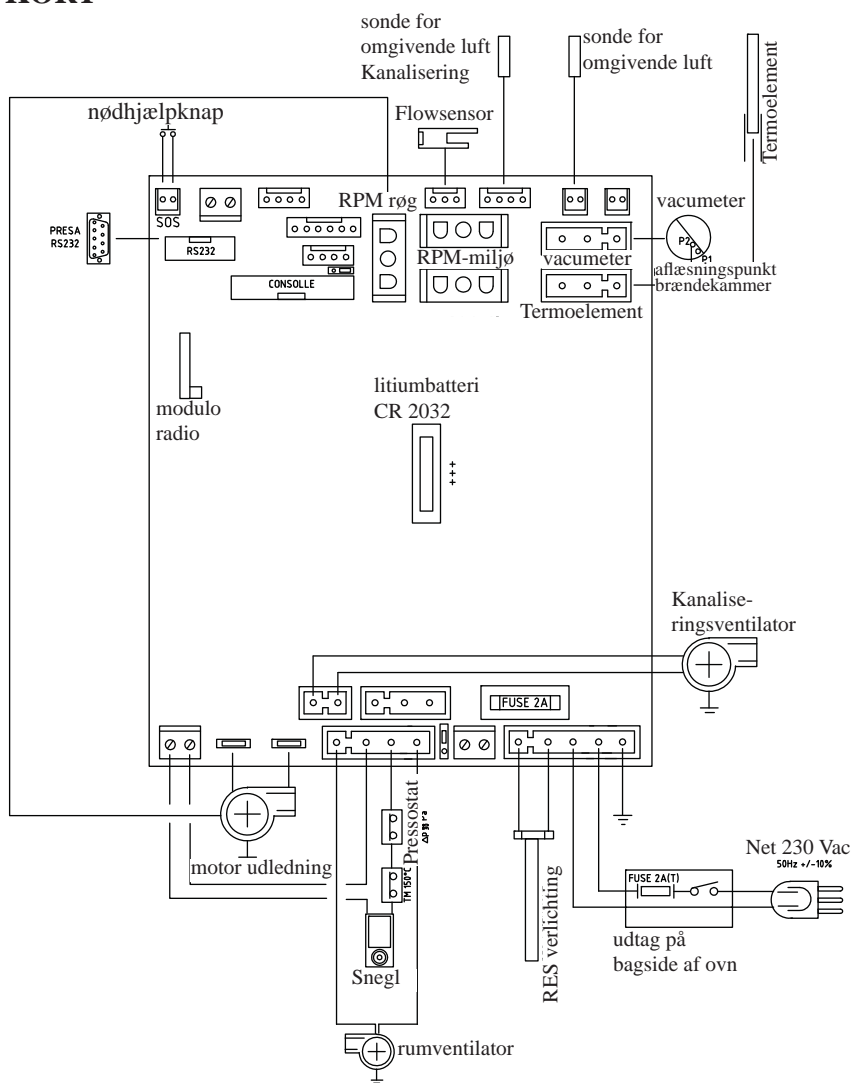 sonde for
omgivende luft
Kanalisering
sonde for
omgivende luft
Termoelement
nødhjælpknap
Flowsensor
SOS
RPM røg
vacumeter
PRESA
RS232
RS232
RPM-miljø
vacumeter
P2
P1
aflæsningspunkt
brændekammer
CONSOLLE
Termoelement
litiumbatteri
CR 2032
+++
modulo
radio
Kanalise-
ringsventilator
FUSE 2A
Pressostat
motor udledning
TM 150°C
Snegl
RES verlichting
Net 230 Vac
50Hz +/-10%
FUSE 2A(T)
udtag på
bagside af ovn
rumventilator